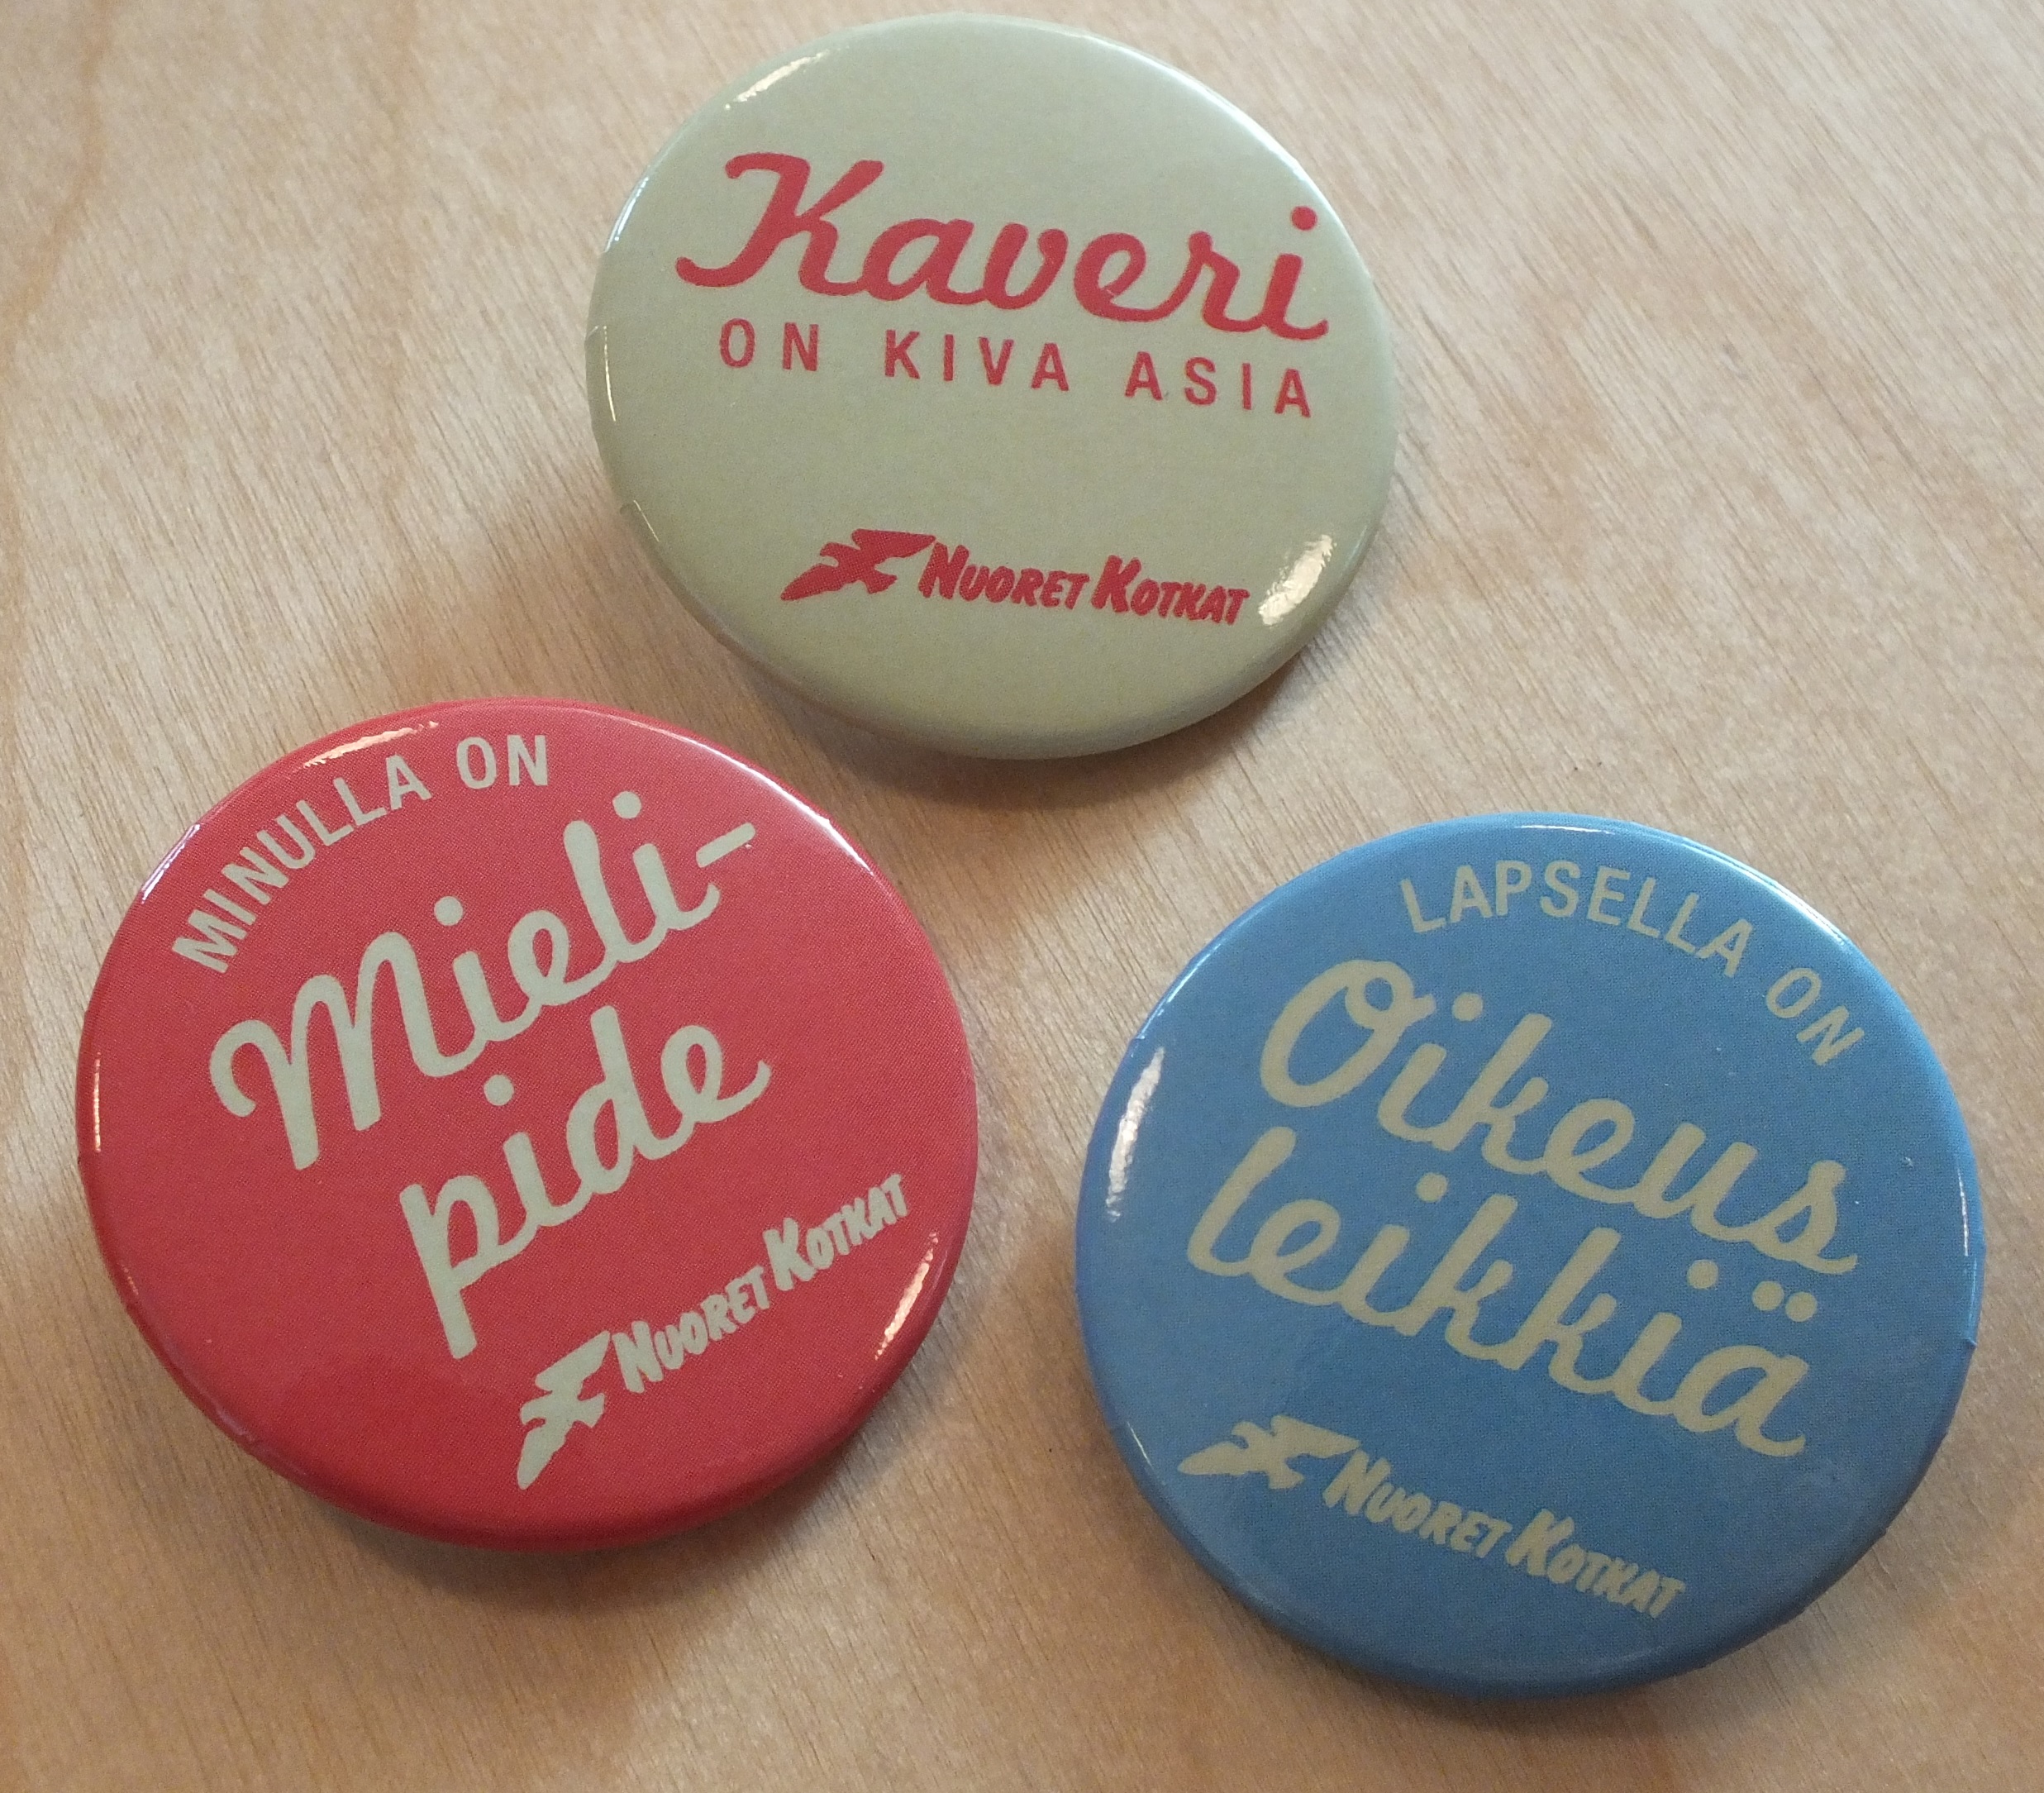 Kaveri
ON KIVA ASIA
NUORET KOTKAT
MINULLA ON
Mieli-
pide
NUORET KOTKAT
LAPSELLA ON
Oikeus
leikkiä
NUORET KOTKAT